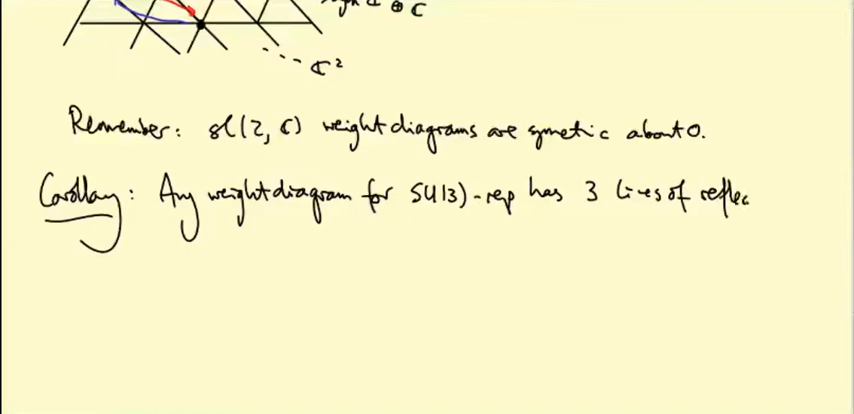 ⊕ C
ℂ²
Remember: sl(2, C) weight diagrams are symetric about 0.
Corollary: Any weight diagram for SU(3)-rep has 3 lines of reflec